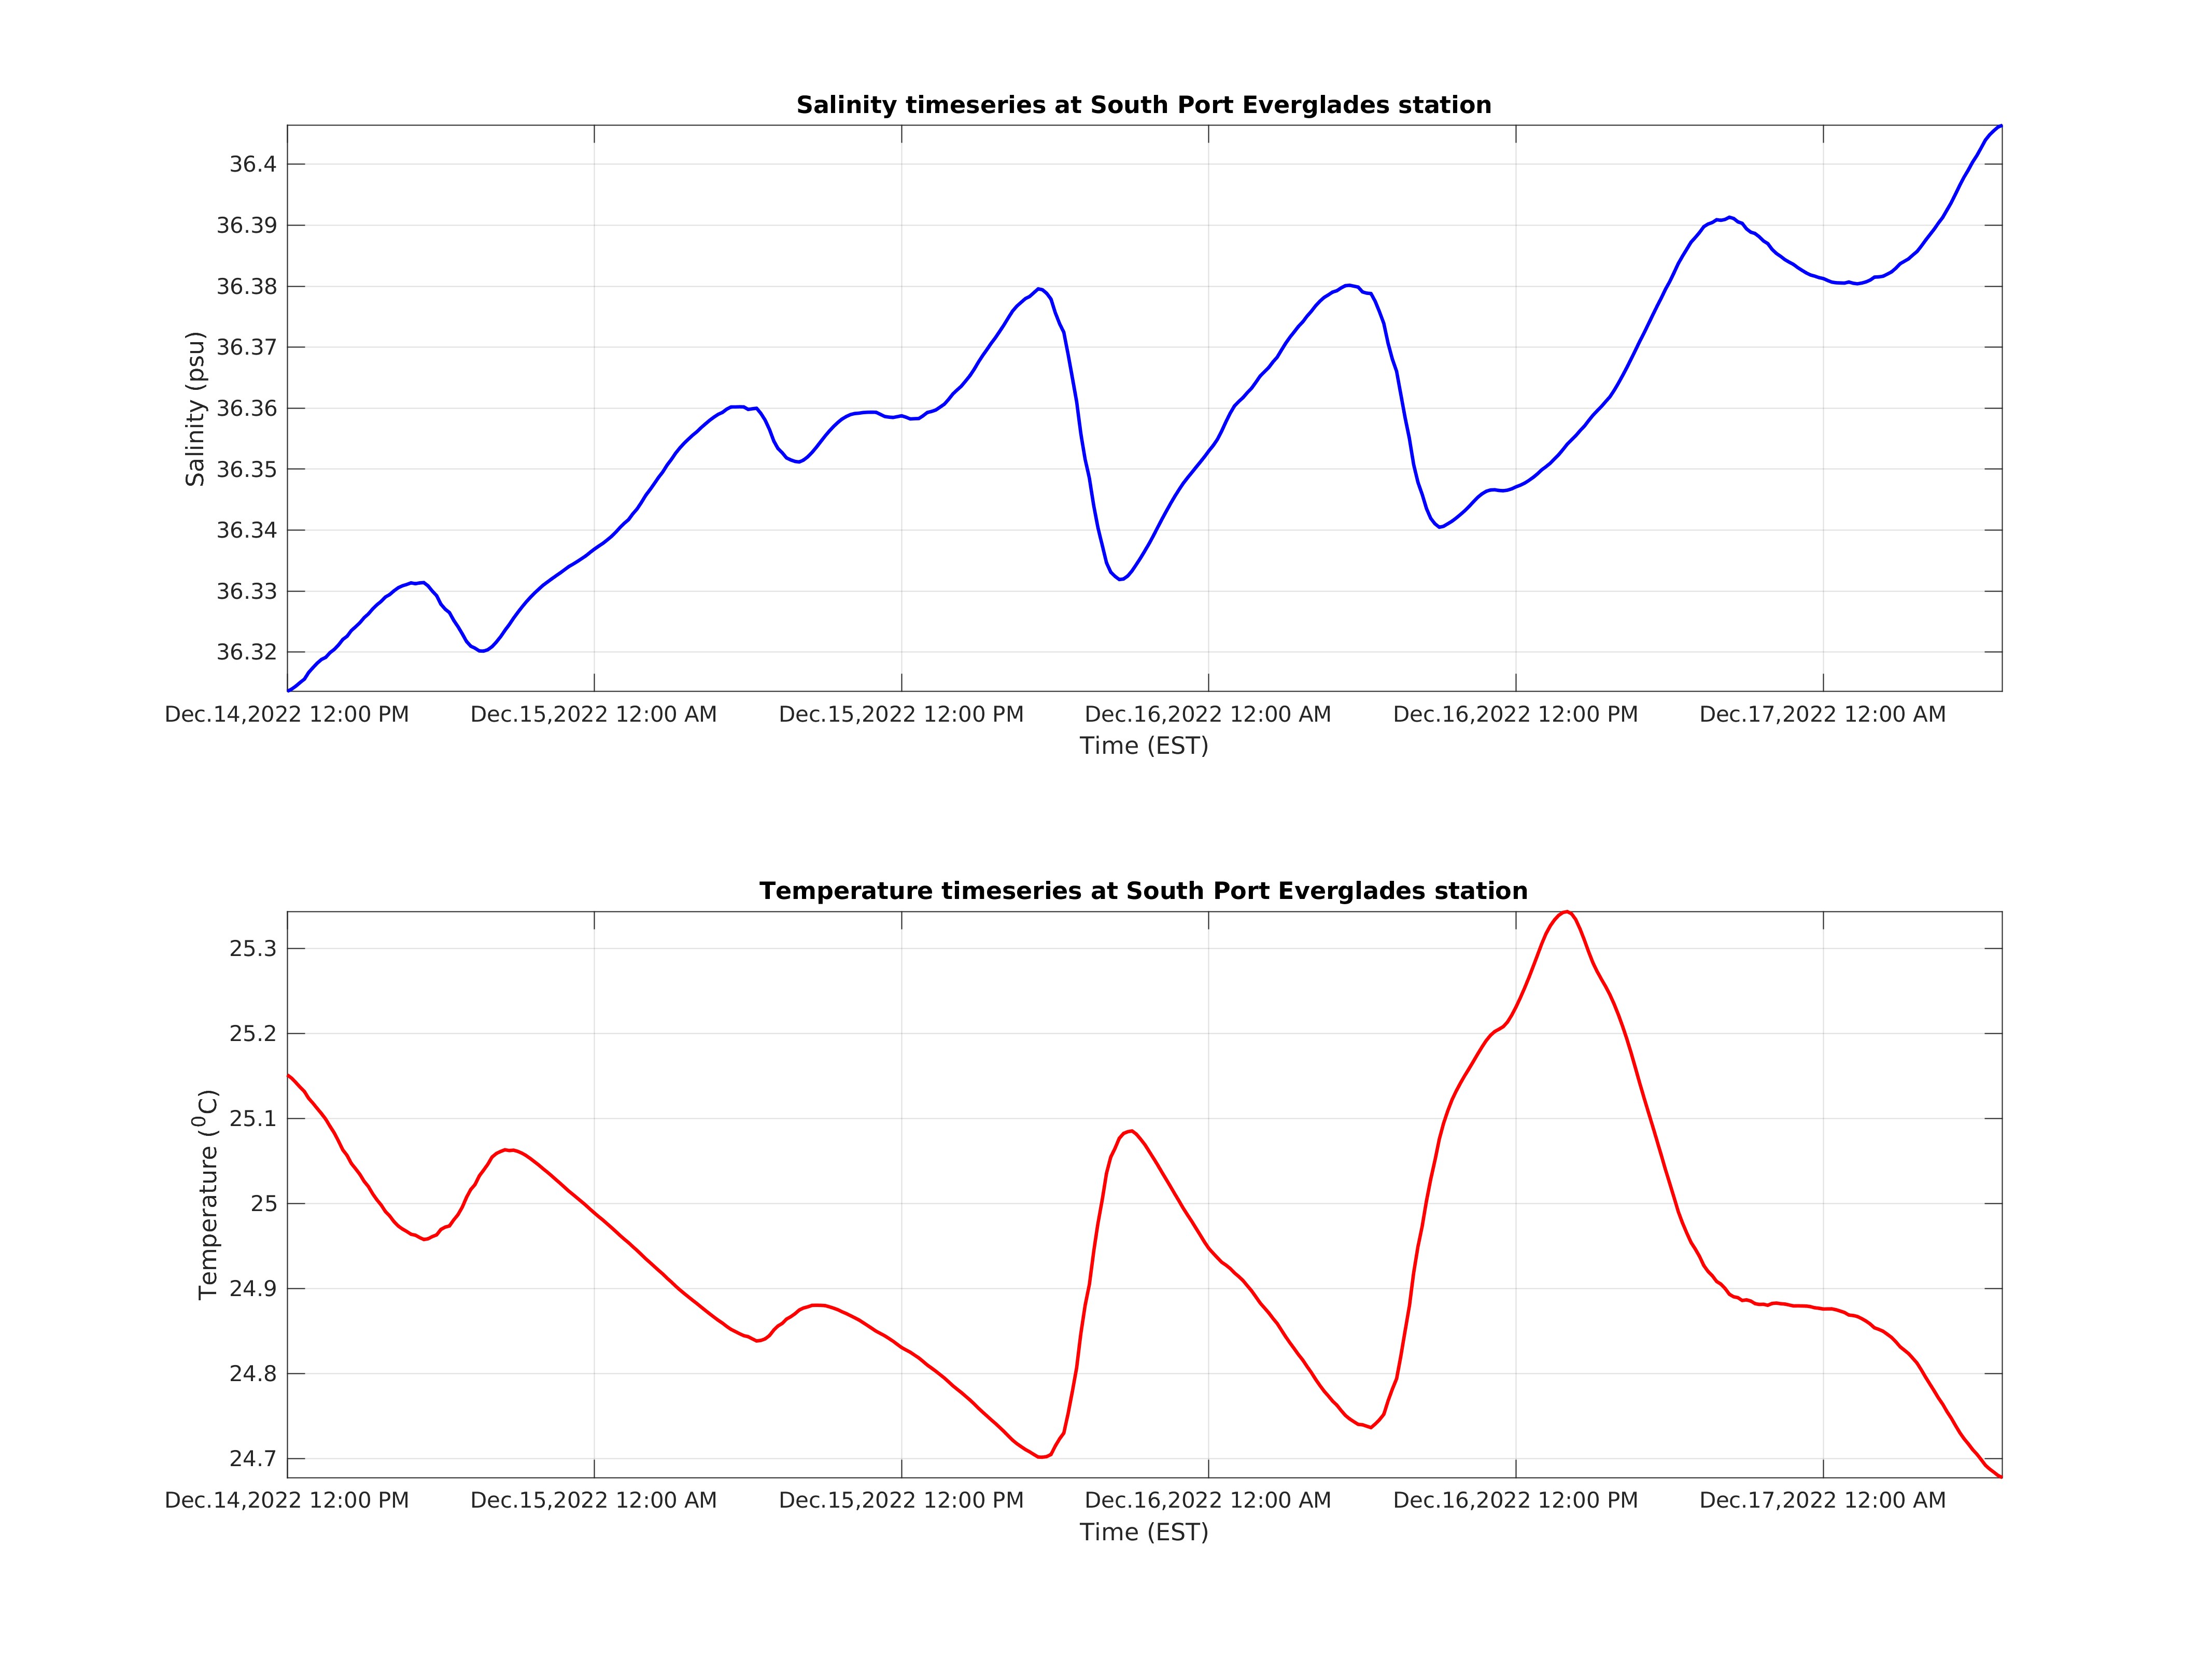 Salinity timeseries at South Port Everglades station
36.4
36.39
36.38
36.37
36.36
36.35
36.34
36.33
36.32
Salinity (psu)
Dec.14,2022 12:00 PM Dec.15,2022 12:00 AM Dec.15,2022 12:00 PM Dec.16,2022 12:00 AM Dec.16,2022 12:00 PM Dec.17,2022 12:00 AM
Time (EST)
Temperature timeseries at South Port Everglades station
25.3
25.2
25.1
25
24.9
24.8
24.7
Temperature (⁰C)
Dec.14,2022 12:00 PM Dec.15,2022 12:00 AM Dec.15,2022 12:00 PM Dec.16,2022 12:00 AM Dec.16,2022 12:00 PM Dec.17,2022 12:00 AM
Time (EST)